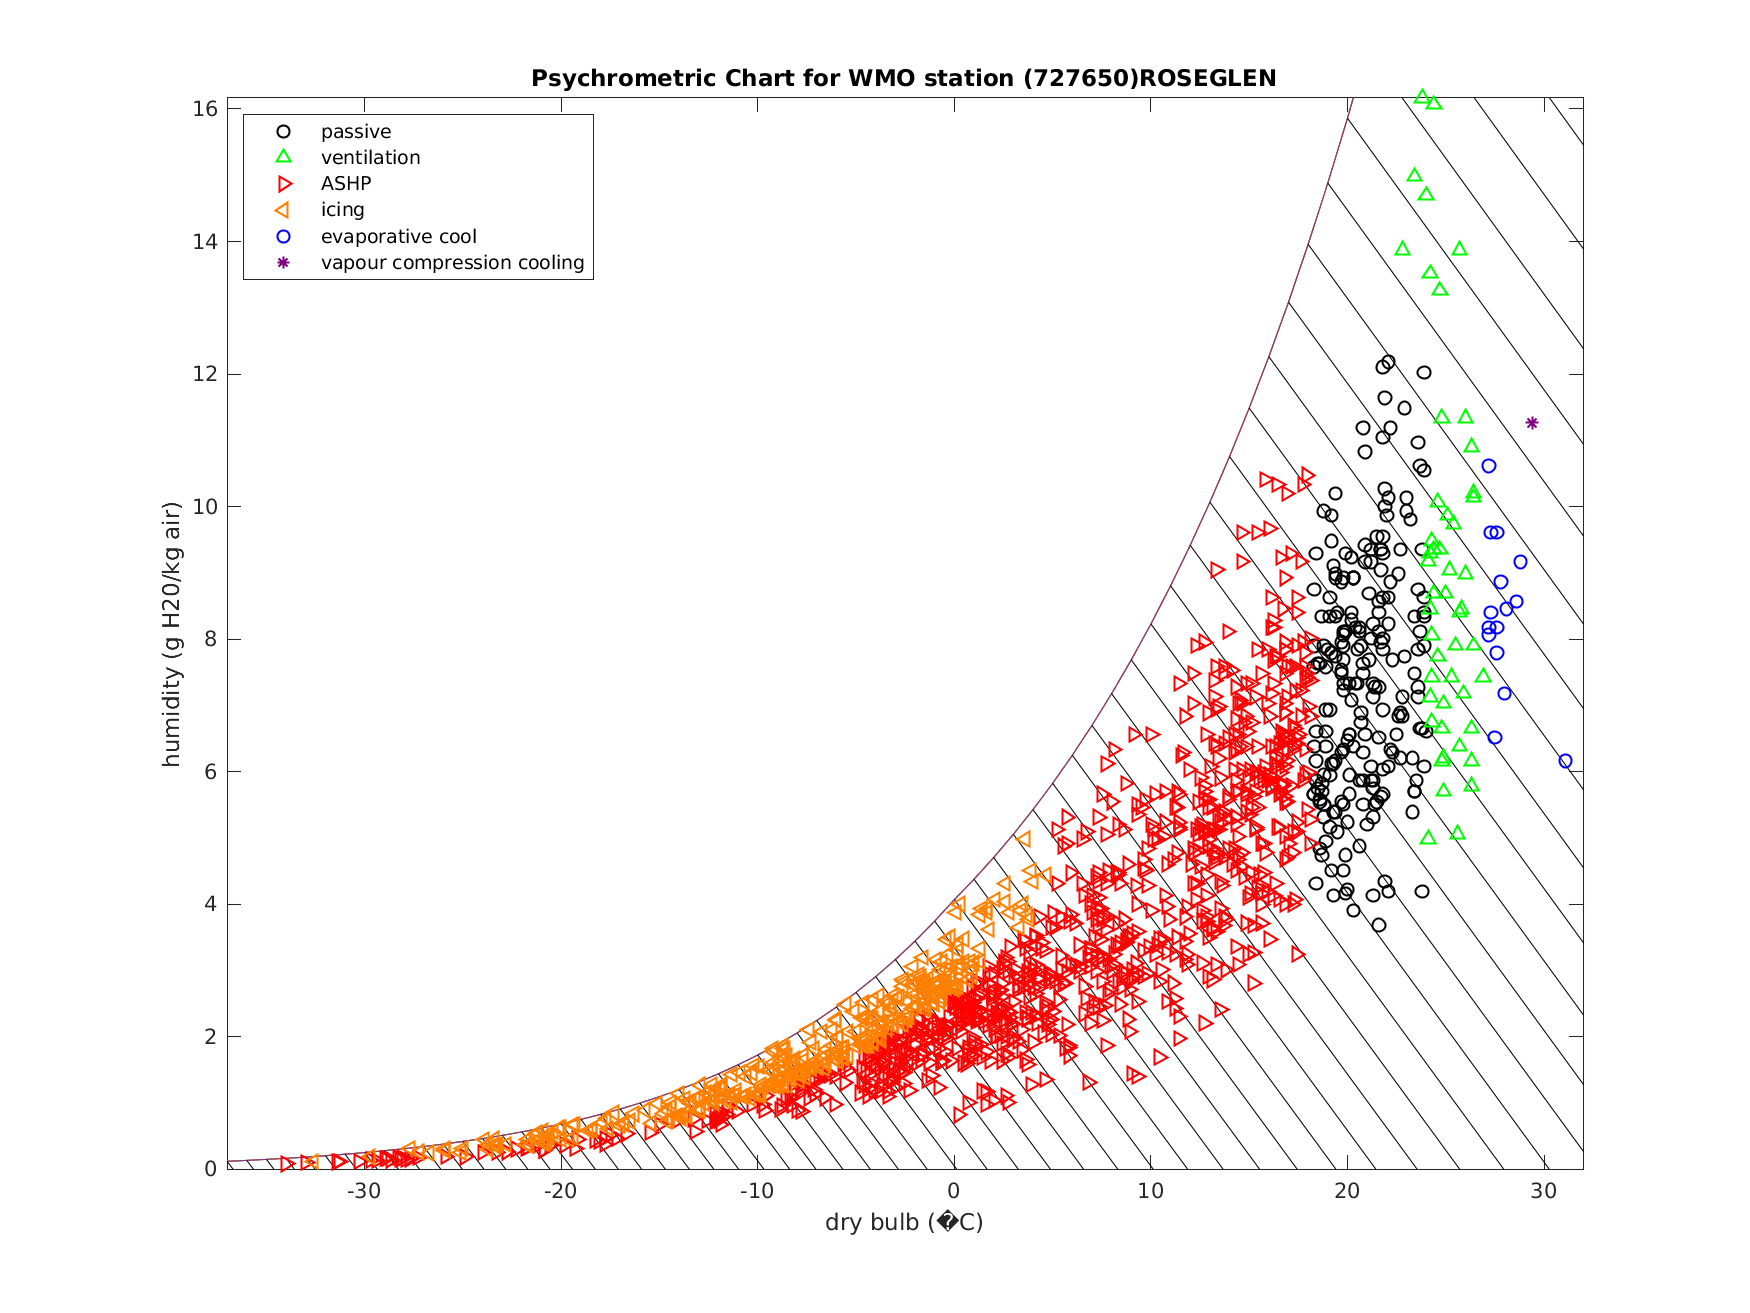 Psychrometric Chart for WMO station (727650)ROSEGLEN
passive
ventilation
ASHP
icing
evaporative cool
vapour compression cooling
humidity (g H20/kg air)
16
14
12
10
8
6
4
2
0
-30 -20 -10 0 10 20 30
dry bulb (�C)